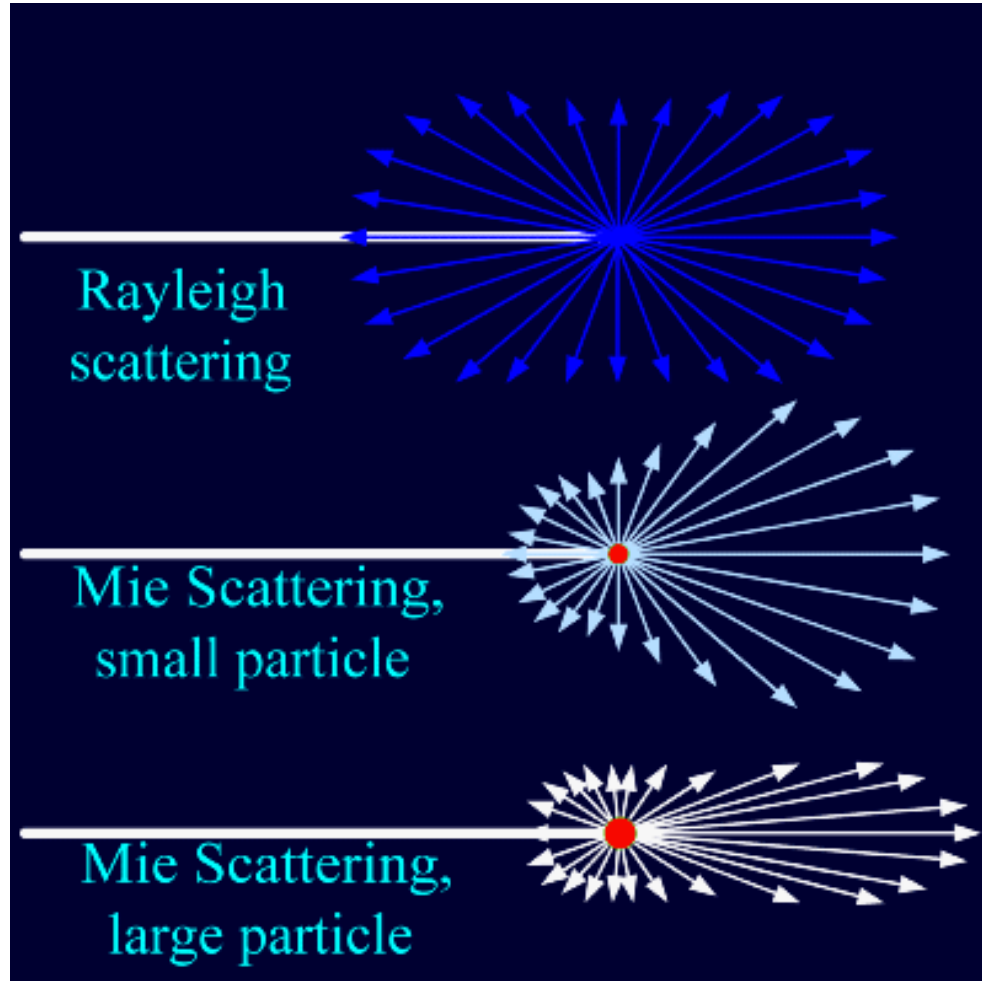 Rayleigh
scattering
Mie Scattering,
small particle
Mie Scattering,
large particle